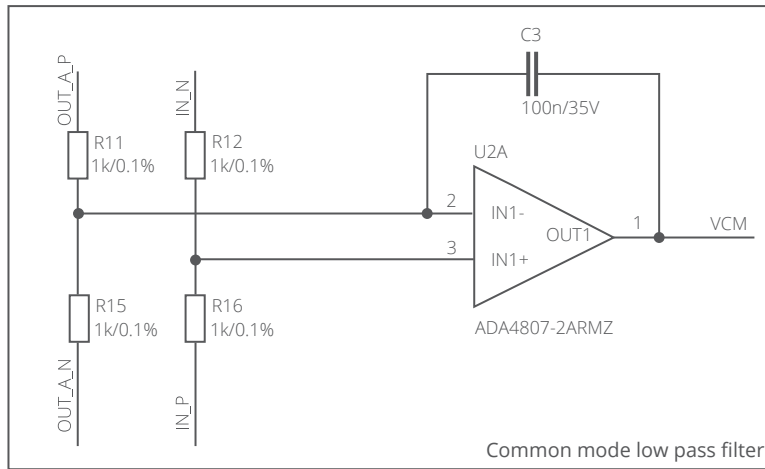 C3
100n/35V
OUT_A_P
IN_N
R11
1k/0.1%
R12
1k/0.1%
U2A
2
IN1-
OUT1
1
VCM
3
IN1+
R15
1k/0.1%
R16
1k/0.1%
ADA4807-2ARMZ
OUT_A_N
IN_P
Common mode low pass filter